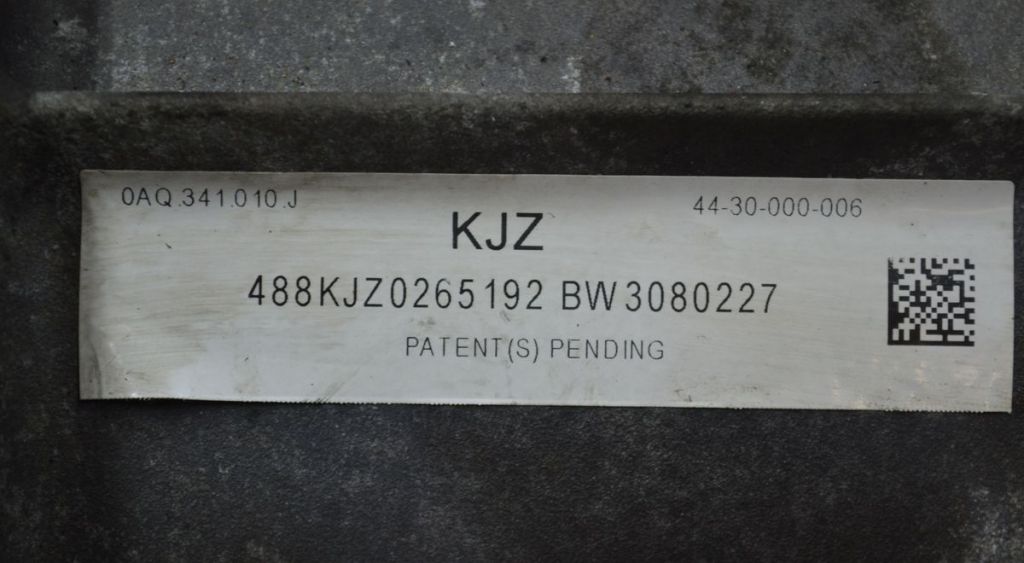 0AQ.341.010.J
44-30-000-006
KJZ
488KJZ0265192 BW3080227
PATENT(S) PENDING